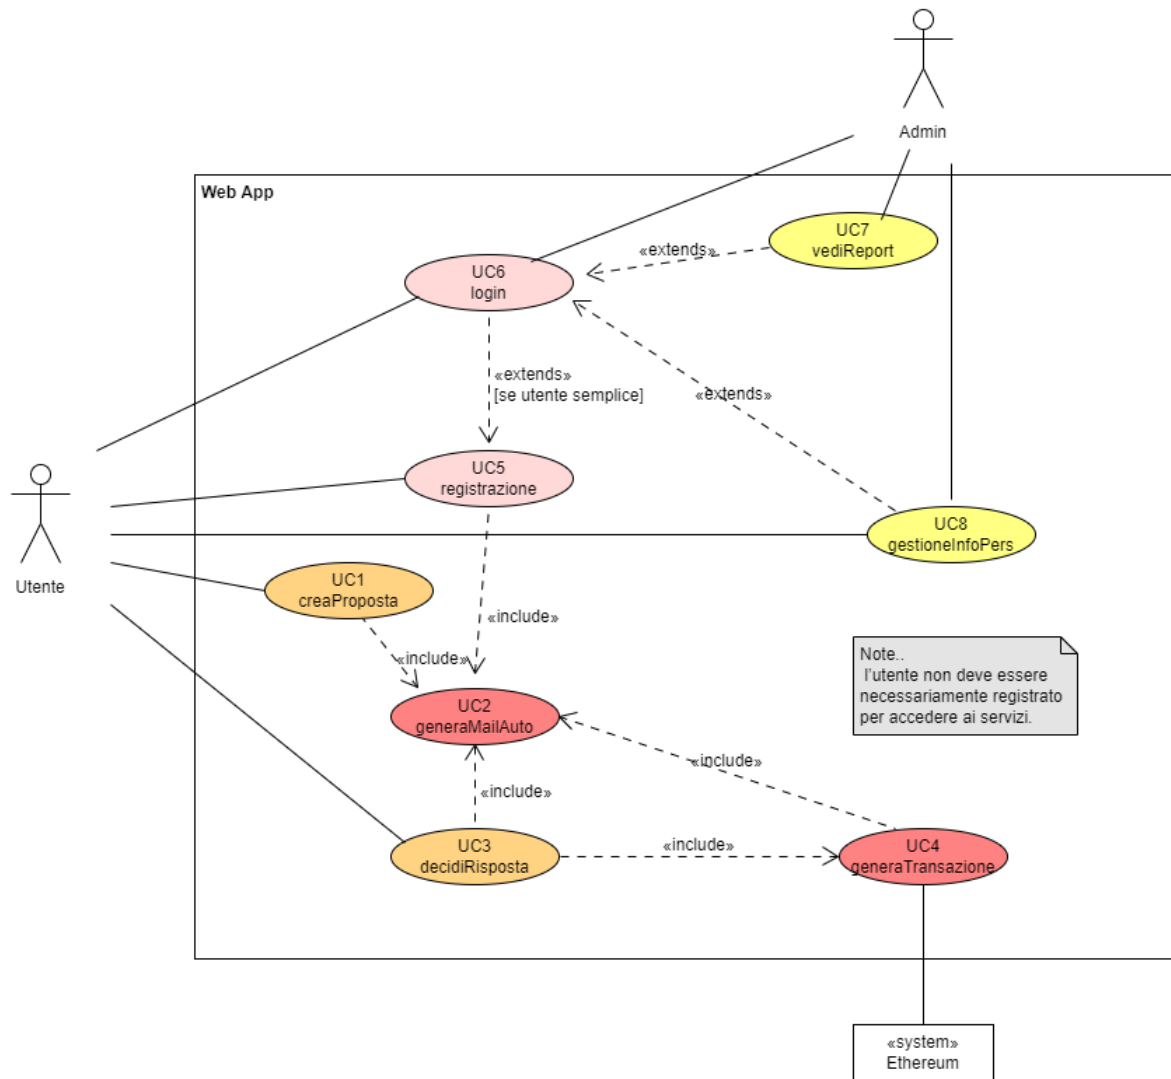 Admin
Web App
UC7
vediReport
«extends»
UC6
login
«extends»
[se utente semplice]
«extends»
UC5
registrazione
UC8
gestioneInfoPers
Utente
UC1
creaProposta
«include»
«include»
Note..
l'utente non deve essere
necessariamente registrato
per accedere ai servizi.
UC2
generaMailAuto
«include»
«include»
UC3
decidiRisposta
«include»
UC4
generaTransazione
«system»
Ethereum